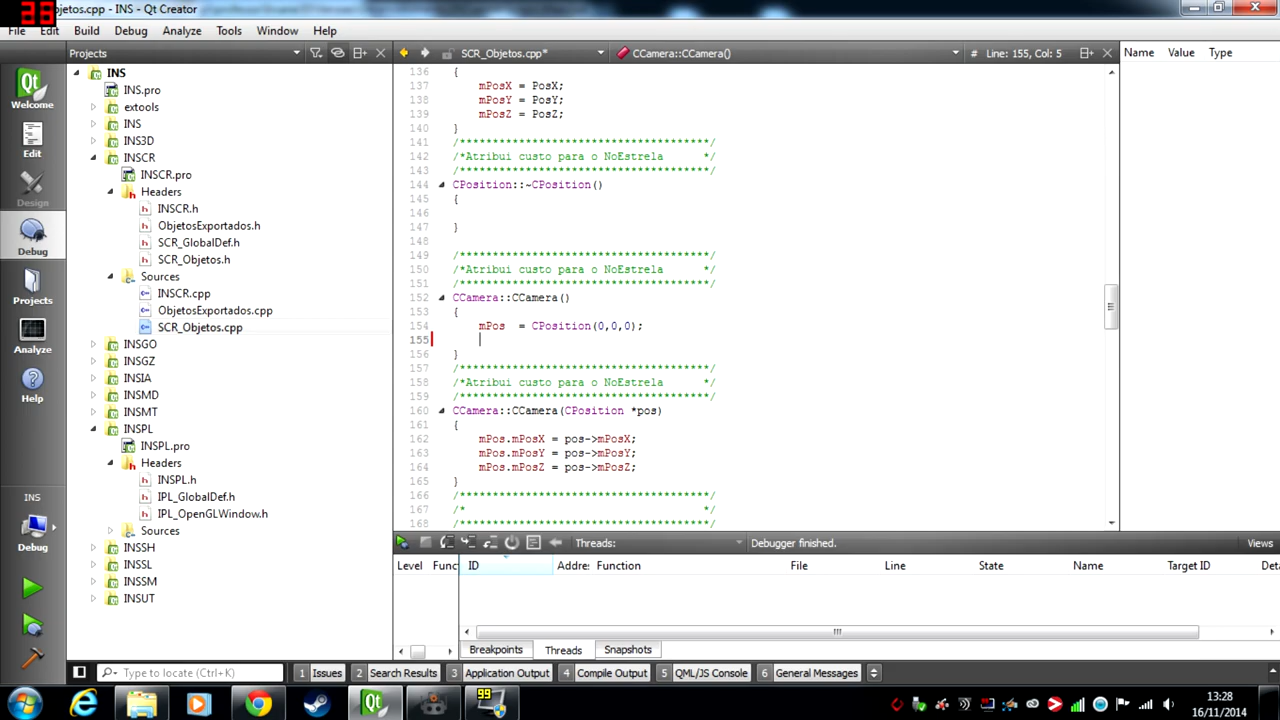 33
Objetos.cpp - INS - Qt Creator
File Edit Build Debug Analyze Tools Window Help
Projects
SCR_Objetos.cpp*
CCamera::CCamera()
# Line: 155, Col: 5
Name Value Type
Welcome
Edit
Design
Debug
Projects
Analyze
Help
INS
Debug
INS
INS.pro
extools
INS
INS3D
INSCR
INSCR.pro
Headers
INSCR.h
ObjetosExportados.h
SCR_GlobalDef.h
SCR_Objetos.h
Sources
INSCR.cpp
ObjetosExportados.cpp
SCR_Objetos.cpp
INSGO
INSGZ
INSIA
INSMD
INSMT
INSPL
INSPL.pro
Headers
INSPL.h
IPL_GlobalDef.h
IPL_OpenGLWindow.h
Sources
INSSH
INSSL
INSSM
INSUT
136 {
137 mPosX = PosX;
138 mPosY = PosY;
139 mPosZ = PosZ;
140 }
141 /**************************************/
142 /*Atribui custo para o NoEstrela */
143 /**************************************/
144 CPosition::~CPosition()
145 {
146
147 }
148
149 /**************************************/
150 /*Atribui custo para o NoEstrela */
151 /**************************************/
152 CCamera::CCamera()
153 {
154 mPos = CPosition(0,0,0);
155
156 }
157 /**************************************/
158 /*Atribui custo para o NoEstrela */
159 /**************************************/
160 CCamera::CCamera(CPosition *pos)
161 {
162 mPos.mPosX = pos->mPosX;
163 mPos.mPosY = pos->mPosY;
164 mPos.mPosZ = pos->mPosZ;
165 }
166 /**************************************/
167 /* */
168 /**************************************/
Threads:
Debugger finished.
Views
Level Func ID Addre: Function File Line State Name Target ID Det
Breakpoints Threads Snapshots
Type to locate (Ctrl+K)
1 Issues 2 Search Results 3 Application Output 4 Compile Output 5 QML/JS Console 6 General Messages
99
13:28
16/11/2014